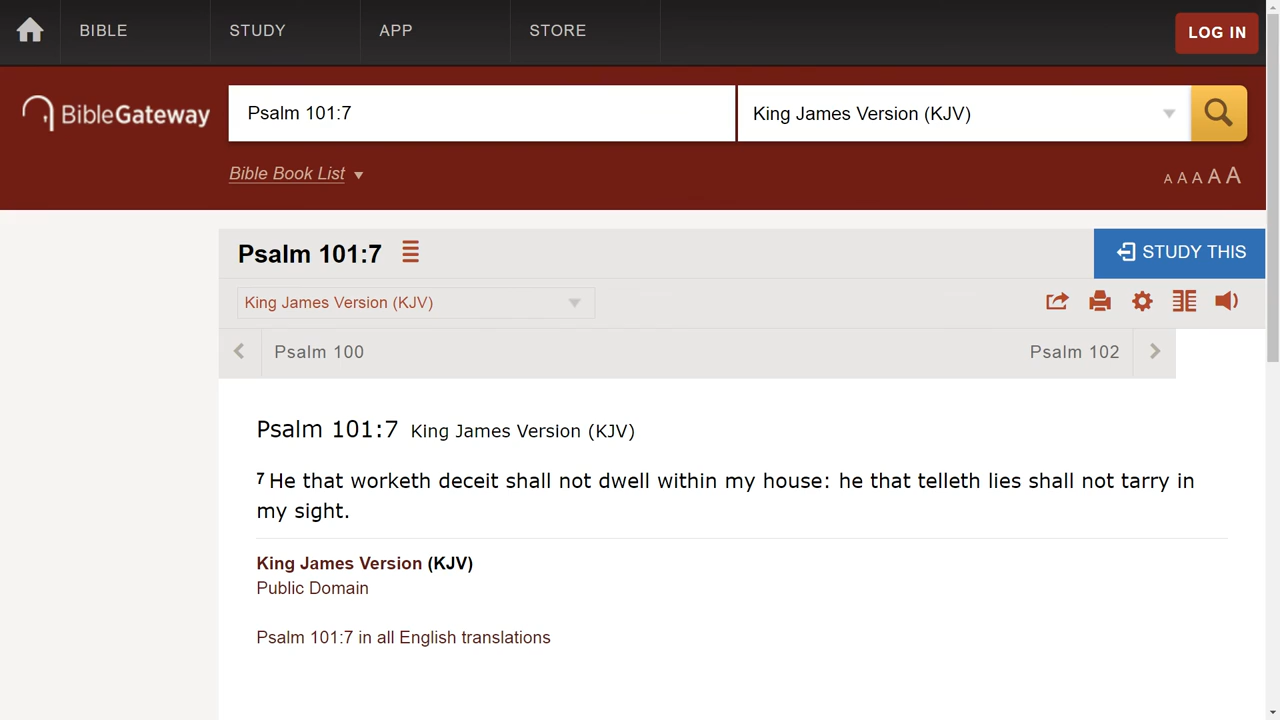 BIBLE STUDY APP STORE LOG IN
BibleGateway Psalm 101:7 King James Version (KJV)
Bible Book List A A A A A
Psalm 101:7 STUDY THIS
King James Version (KJV)
Psalm 100 Psalm 102
Psalm 101:7 King James Version (KJV)
7 He that worketh deceit shall not dwell within my house: he that telleth lies shall not tarry in
my sight.
King James Version (KJV)
Public Domain
Psalm 101:7 in all English translations